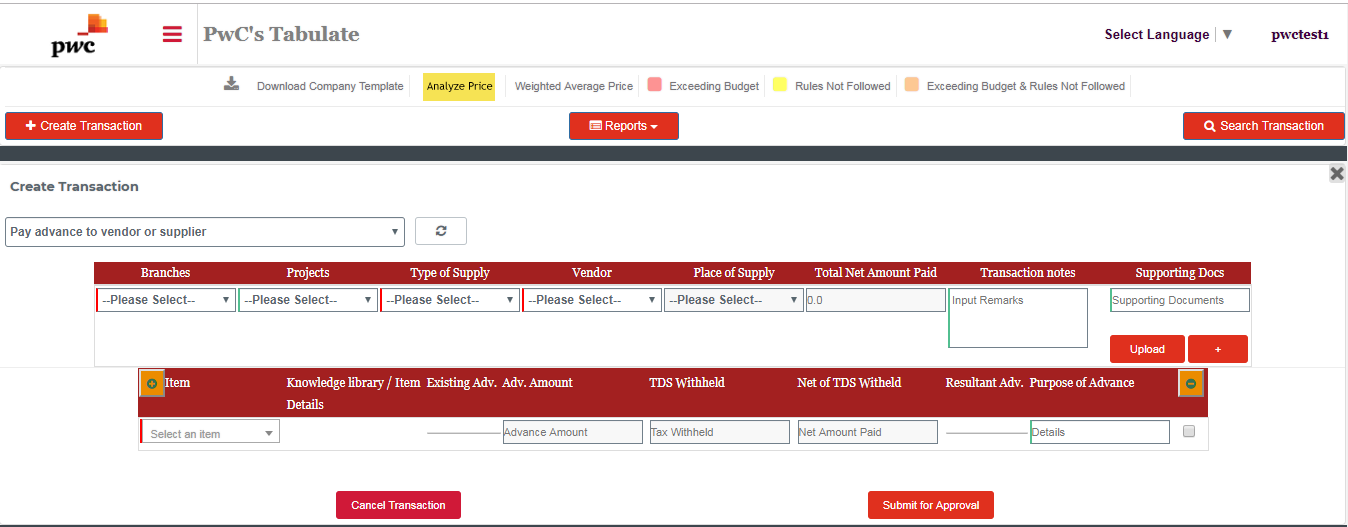 pwc
PwC's Tabulate
Select Language ▼
pwctest1
Download Company Template
Analyze Price
Weighted Average Price
Exceeding Budget
Rules Not Followed
Exceeding Budget & Rules Not Followed
+ Create Transaction
Reports
Search Transaction
Create Transaction
Pay advance to vendor or supplier
Branches Projects Type of Supply Vendor Place of Supply Total Net Amount Paid Transaction notes Supporting Docs
--Please Select-- --Please Select-- --Please Select-- --Please Select-- --Please Select-- 0.0 Input Remarks Supporting Documents
Upload +
Item Knowledge library / Item Existing Adv. Adv. Amount TDS Withheld Net of TDS Witheld Resultant Adv. Purpose of Advance
Details
Select an item Advance Amount Tax Withheld Net Amount Paid Details
Cancel Transaction Submit for Approval